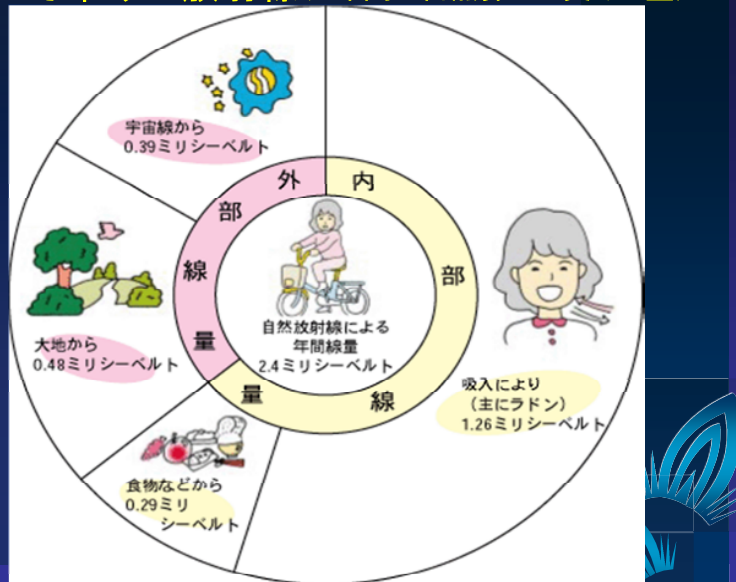 宇宙線から
0.39ミリシーベルト
外部線量
内部線量
大地から
0.48ミリシーベルト
自然放射線による
年間線量
2.4ミリシーベルト
吸入により
（主にラドン）
1.26ミリシーベルト
食物などから
0.29ミリ
シーベルト